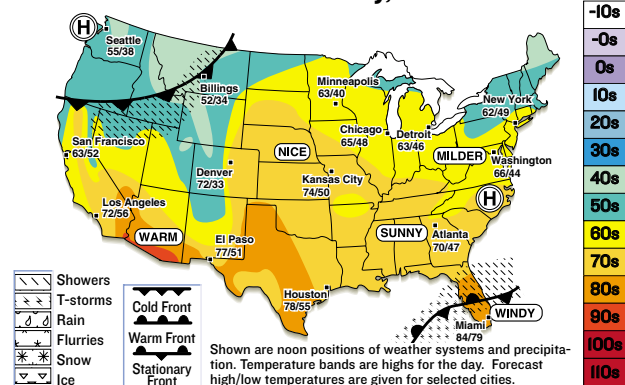 H
Seattle
55/38
Billings
52/34
Minneapolis
63/40
New York
62/49
Chicago
65/48
Detroit
63/46
San Francisco
63/52
NICE
MILDER
Washington
66/44
Denver
72/33
Kansas City
74/50
H
Los Angeles
72/56
WARM
El Paso
77/51
SUNNY
Atlanta
70/47
Houston
78/55
WINDY
Miami
84/79
Showers
T-storms
Rain
Flurries
Snow
Ice
Cold Front
Warm Front
Stationary
Front
Shown are noon positions of weather systems and precipita-
tion. Temperature bands are highs for the day. Forecast
high/low temperatures are given for selected cities.
-10s
-0s
0s
10s
20s
30s
40s
50s
60s
70s
80s
90s
100s
110s